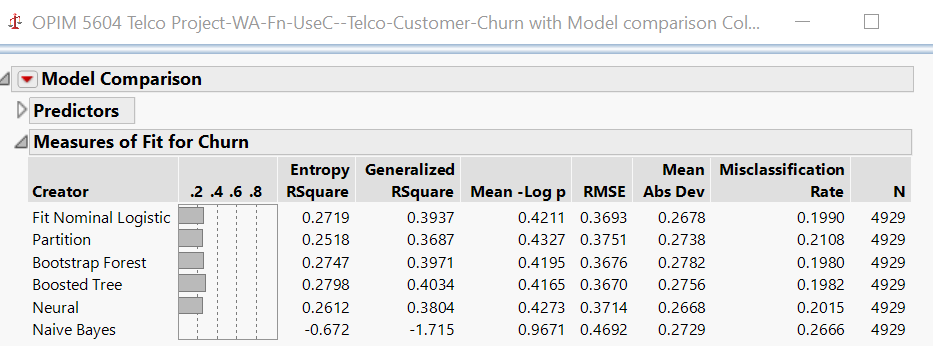 OPIM 5604 Telco Project-WA-Fn-UseC--Telco-Customer-Churn with Model comparison Col...
Model Comparison
Predictors
Measures of Fit for Churn
Entropy Generalized Mean Misclassification
Creator .2 .4 .6 .8 RSquare RSquare Mean -Log p RMSE Abs Dev Rate N
Fit Nominal Logistic 0.2719 0.3937 0.4211 0.3693 0.2678 0.1990 4929
Partition 0.2518 0.3687 0.4327 0.3751 0.2738 0.2108 4929
Bootstrap Forest 0.2747 0.3971 0.4195 0.3676 0.2782 0.1980 4929
Boosted Tree 0.2798 0.4034 0.4165 0.3670 0.2756 0.1982 4929
Neural 0.2612 0.3804 0.4273 0.3714 0.2668 0.2015 4929
Naive Bayes -0.672 -1.715 0.9671 0.4692 0.2729 0.2666 4929